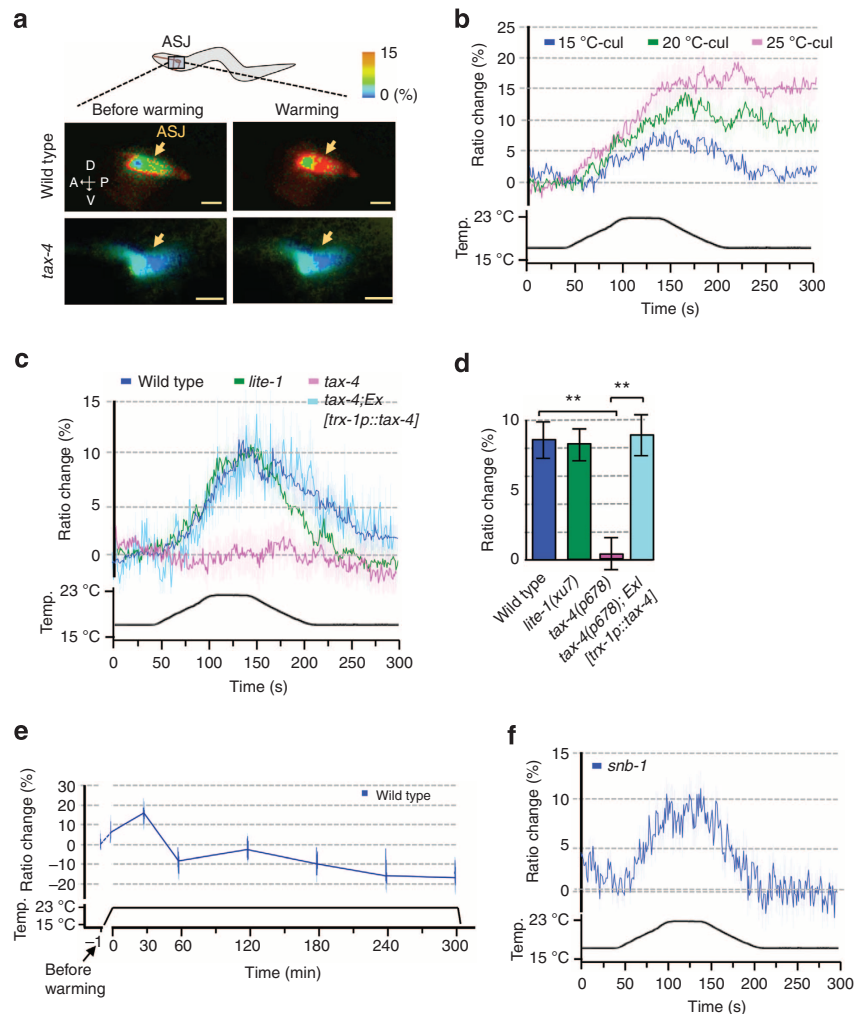 a
ASJ
15
0 (%)
Before warming
Warming
Wild type
ASJ
D
A P
V
tax-4
b
Ratio change (%)
25
20
15
10
5
0
15 °C-cul
20 °C-cul
25 °C-cul
Temp.
23 °C
15 °C
0 50 100 150 200 250 300
Time (s)
c
Wild type
lite-1
tax-4
tax-4;Ex
[trx-1p::tax-4]
Ratio change (%)
15
10
5
0
Temp.
23 °C
15 °C
0 50 100 150 200 250 300
Time (s)
d
** **
Ratio change (%)
10
5
0
Wild type
lite-1(xu7)
tax-4(p678)
tax-4(p678); ExI
[trx-1p::tax-4]
e
Ratio change (%)
30
20
10
0
–10
–20
Wild type
Temp.
23 °C
15 °C
–1 0 30 60 120 180 240 300
Before
warming
Time (min)
f
snb-1
Ratio change (%)
15
10
5
0
Temp.
23 °C
15 °C
0 50 100 150 200 250 300
Time (s)